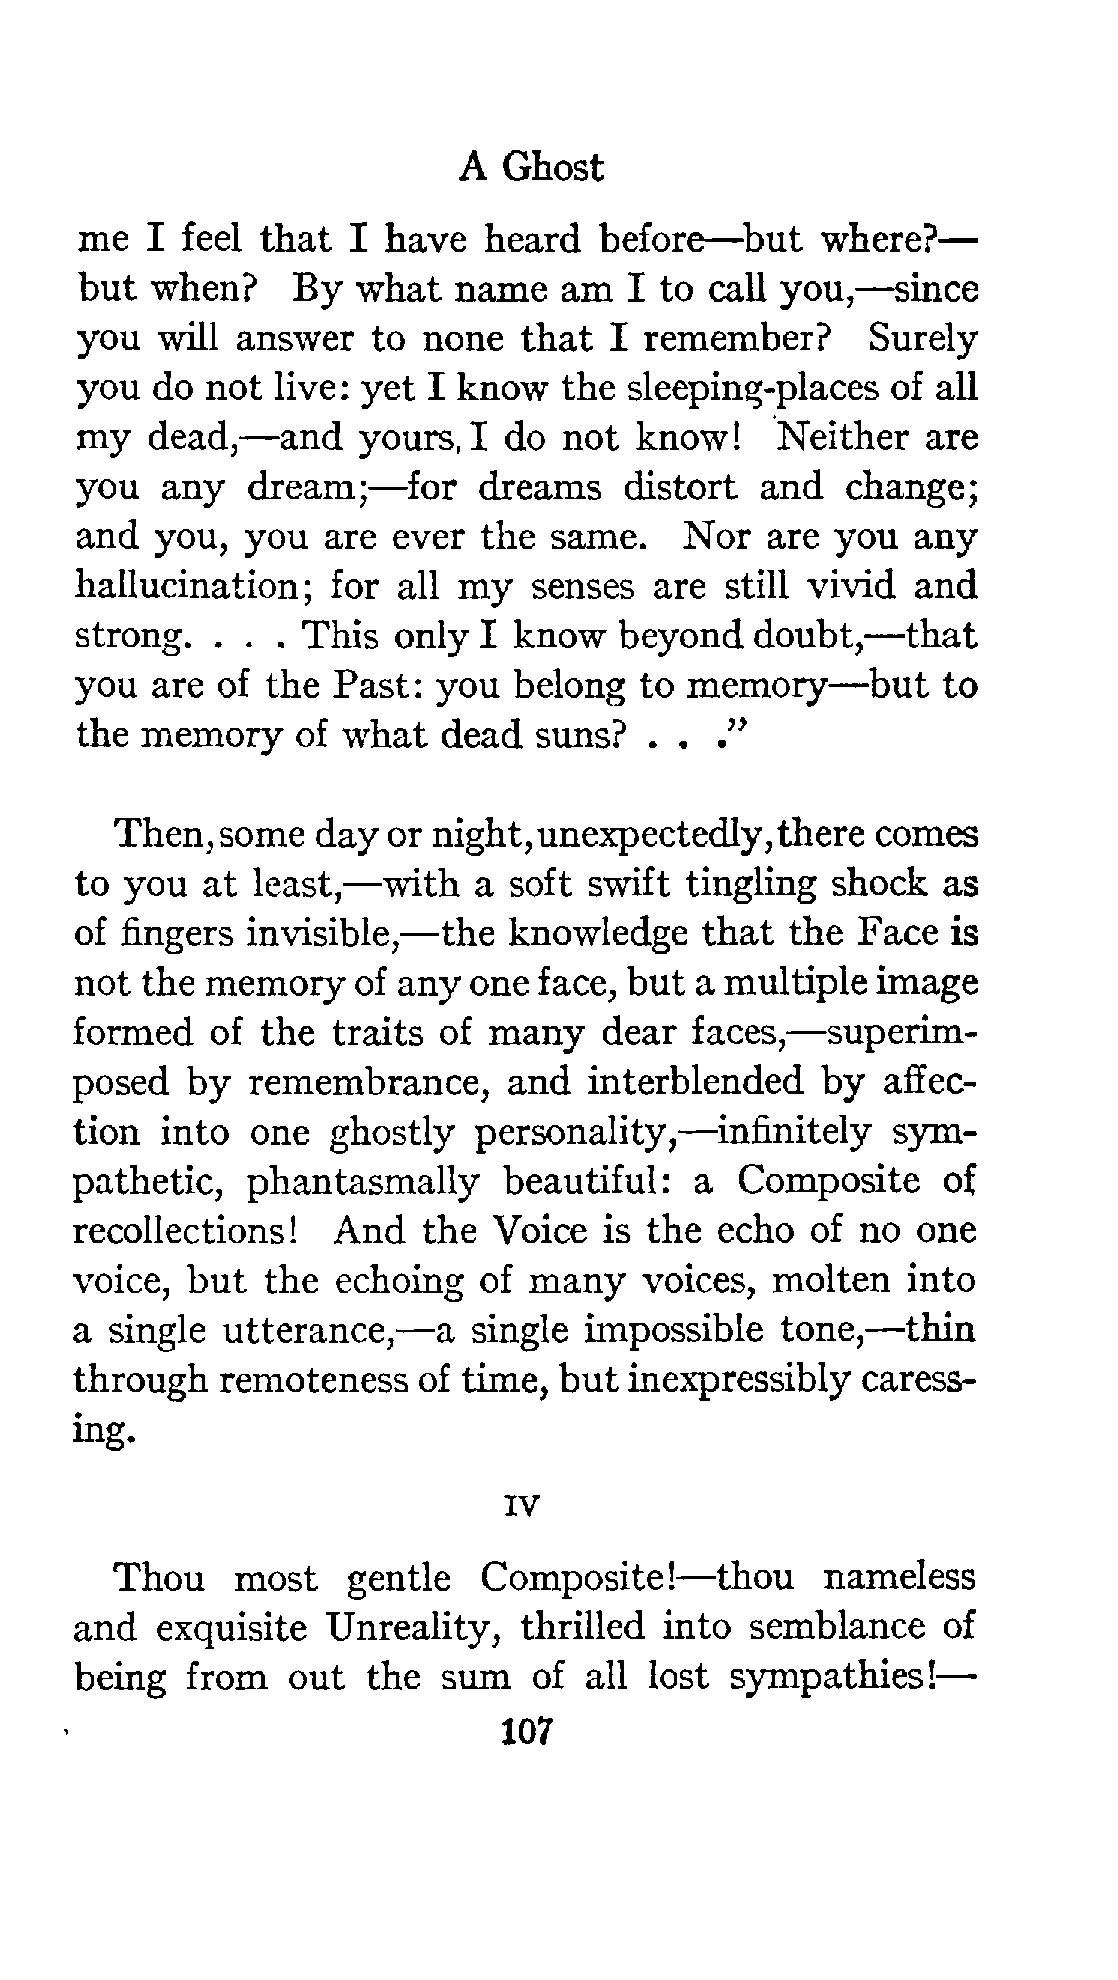 A Ghost
me I feel that I have heard before—but where?—
but when? By what name am I to call you,—since
you will answer to none that I remember? Surely
you do not live: yet I know the sleeping-places of all
my dead,—and yours, I do not know! Neither are
you any dream;—for dreams distort and change;
and you, you are ever the same. Nor are you any
hallucination; for all my senses are still vivid and
strong. . . . This only I know beyond doubt,—that
you are of the Past: you belong to memory—but to
the memory of what dead suns? . . .”
Then, some day or night, unexpectedly, there comes
to you at least,—with a soft swift tingling shock as
of fingers invisible,—the knowledge that the Face is
not the memory of any one face, but a multiple image
formed of the traits of many dear faces,—superim-
posed by remembrance, and interblended by affec-
tion into one ghostly personality,—infinitely sym-
pathetic, phantasmally beautiful: a Composite of
recollections! And the Voice is the echo of no one
voice, but the echoing of many voices, molten into
a single utterance,—a single impossible tone,—thin
through remoteness of time, but inexpressibly caress-
ing.
IV
Thou most gentle Composite!—thou nameless
and exquisite Unreality, thrilled into semblance of
being from out the sum of all lost sympathies!—
107